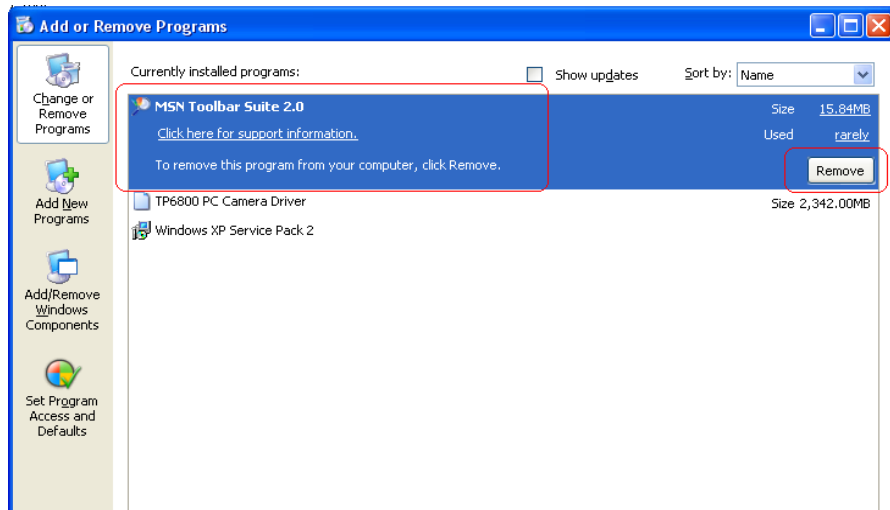 Add or Remove Programs
Change or
Remove
Programs
Add New
Programs
Add/Remove
Windows
Components
Set Program
Access and
Defaults
Currently installed programs:
Show updates
Sort by: Name
MSN Toolbar Suite 2.0
Size 15.84MB
Click here for support information.
Used rarely
To remove this program from your computer, click Remove.
Remove
TP6800 PC Camera Driver
Size 2,342.00MB
Windows XP Service Pack 2